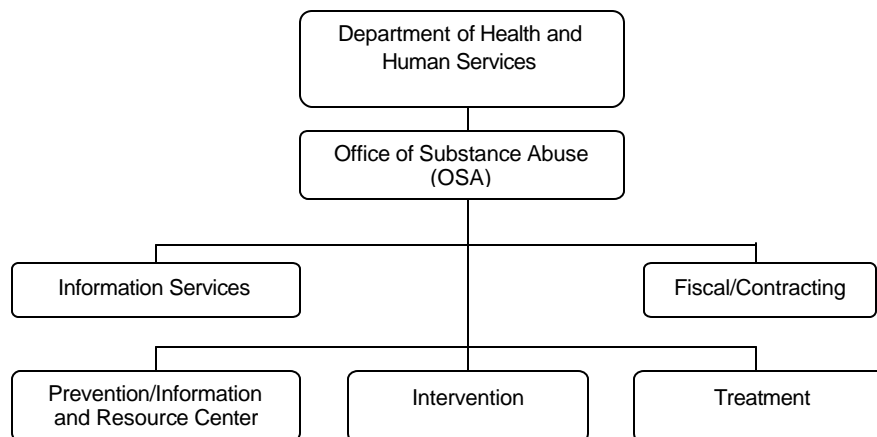 Department of Health and
Human Services
Office of Substance Abuse
(OSA)
Information Services
Fiscal/Contracting
Prevention/Information
and Resource Center
Intervention
Treatment